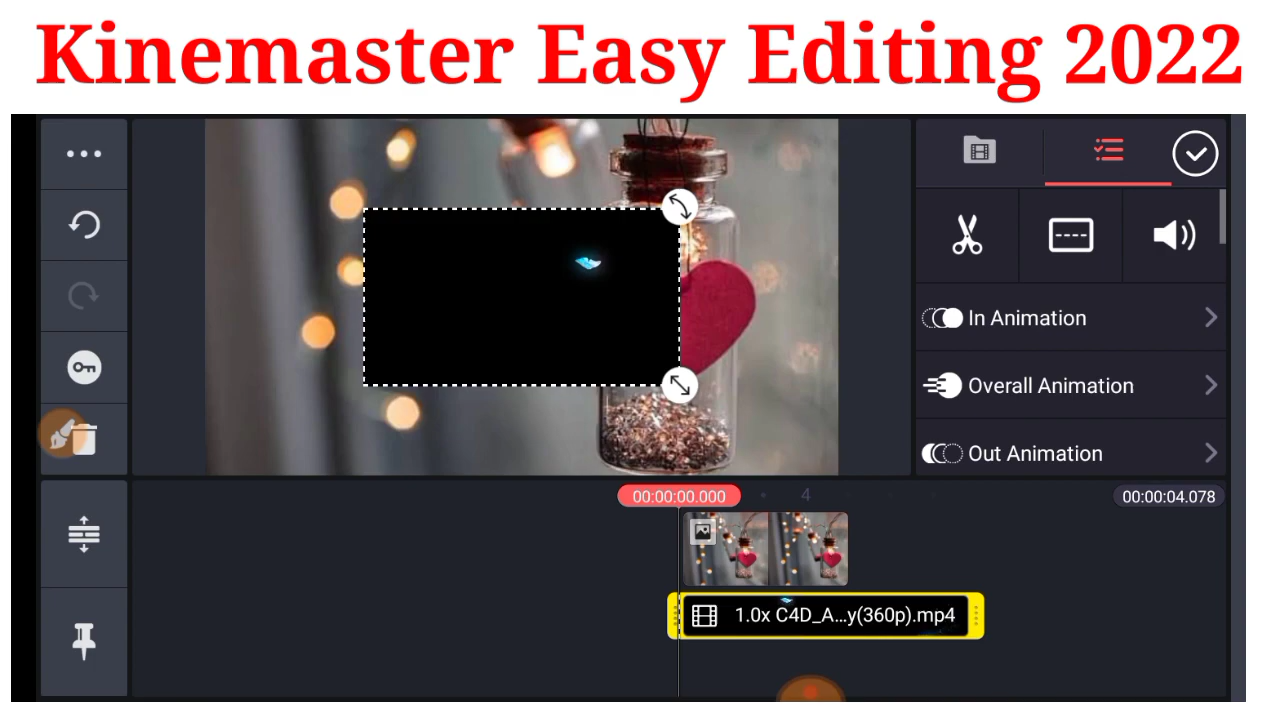 Kinemaster Easy Editing 2022
In Animation
Overall Animation
Out Animation
00:00:00.000
4
00:00:04.078
1.0x C4D_A...y(360p).mp4